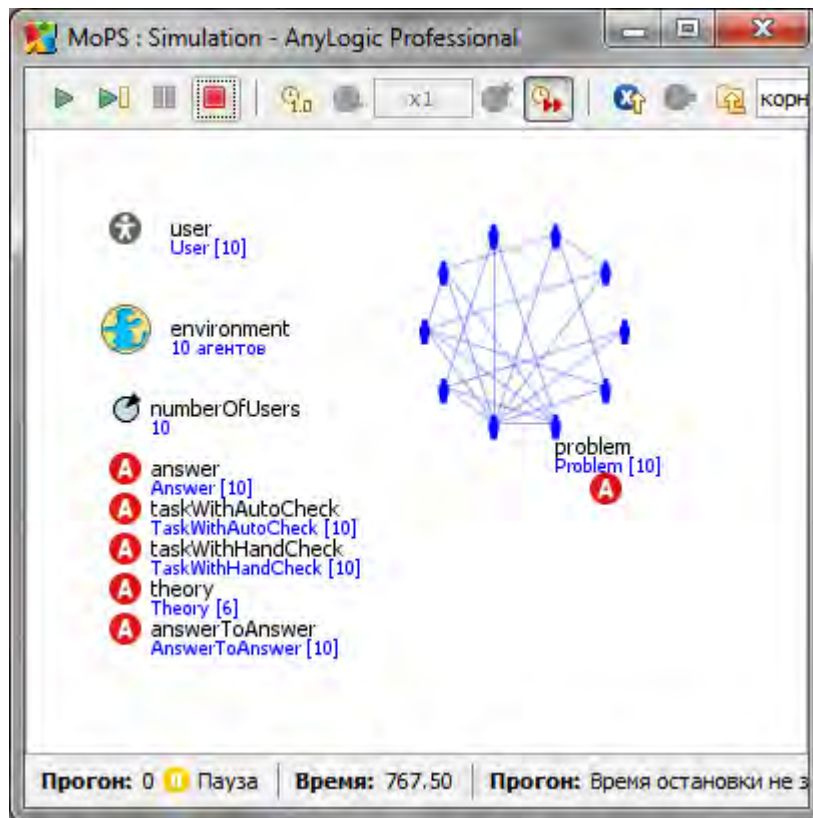 MoPS : Simulation - AnyLogic Professional
1.0 x1 корн
user
User [10]
environment
10 агентов
numberOfUsers
10
answer
Answer [10]
taskWithAutoCheck
TaskWithAutoCheck [10]
taskWithHandCheck
TaskWithHandCheck [10]
theory
Theory [6]
answerToAnswer
AnswerToAnswer [10]
problem
Problem [10]
Прогон: 0 Пауза Время: 767.50 Прогон: Время остановки не з